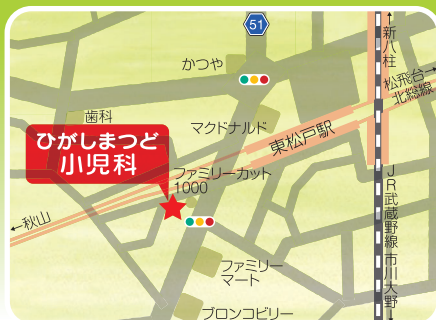 51
かつや
↑新八柱
松飛台→
北総線
歯科
マクドナルド
東松戸駅
ひがしまつど
小児科
ファミリーカット
1000
←秋山
JR武蔵野線
市川大野↓
ファミリー
マート
ブロンコビリー